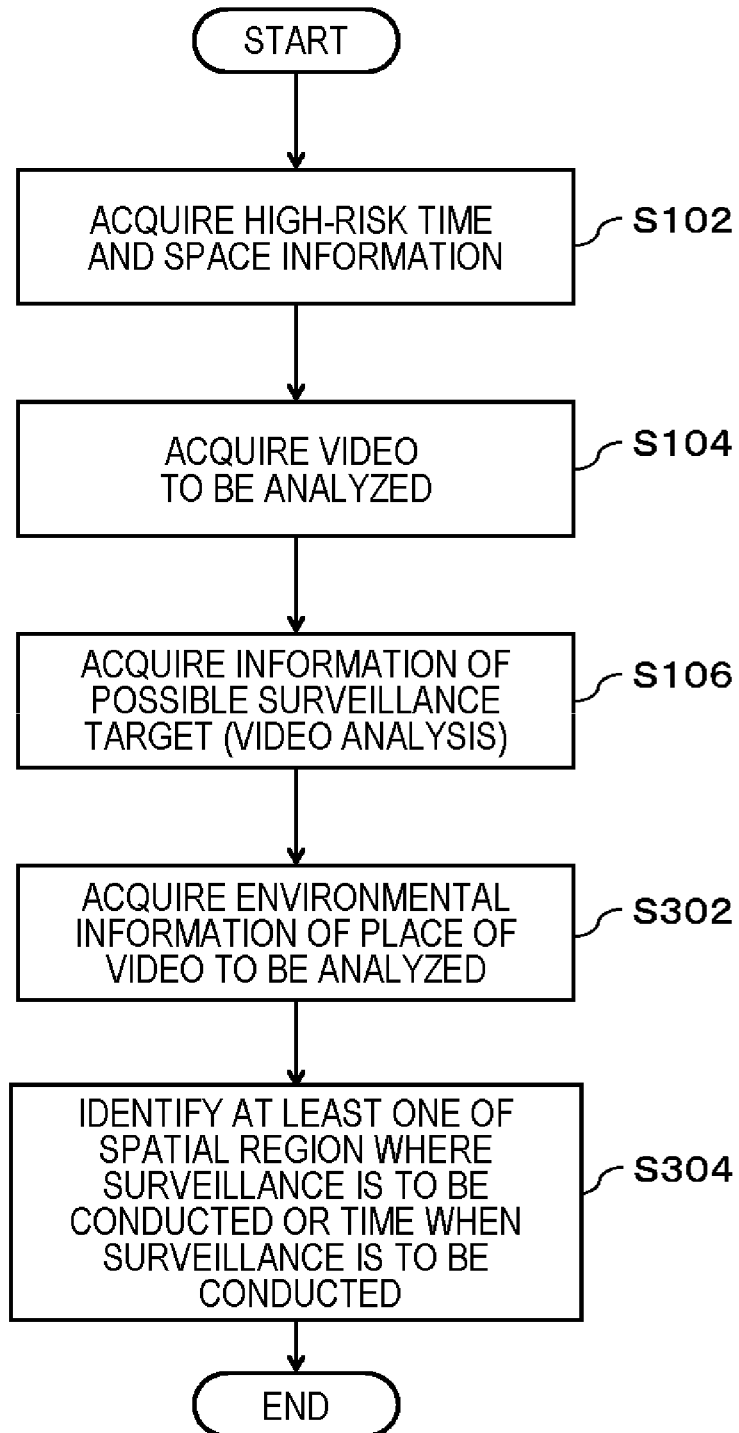 START
ACQUIRE HIGH-RISK TIME
AND SPACE INFORMATION
S102
ACQUIRE VIDEO
TO BE ANALYZED
S104
ACQUIRE INFORMATION OF
POSSIBLE SURVEILLANCE
TARGET (VIDEO ANALYSIS)
S106
ACQUIRE ENVIRONMENTAL
INFORMATION OF PLACE OF
VIDEO TO BE ANALYZED
S302
IDENTIFY AT LEAST ONE OF
SPATIAL REGION WHERE
SURVEILLANCE IS TO BE
CONDUCTED OR TIME WHEN
SURVEILLANCE IS TO BE
CONDUCTED
S304
END